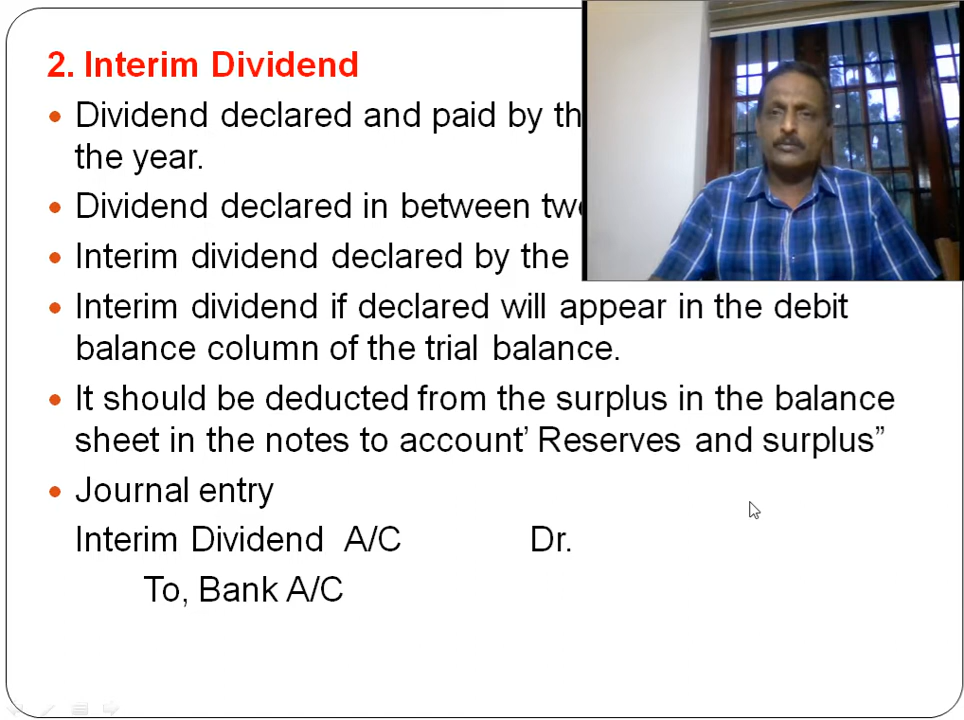 2. Interim Dividend
• Dividend declared and paid by th
the year.
• Dividend declared in between
• Interim dividend declared by the
• Interim dividend if declared will appear in the debit
balance column of the trial balance.
• It should be deducted from the surplus in the balance
sheet in the notes to account’ Reserves and surplus”
• Journal entry
Interim Dividend A/C Dr.
To, Bank A/C